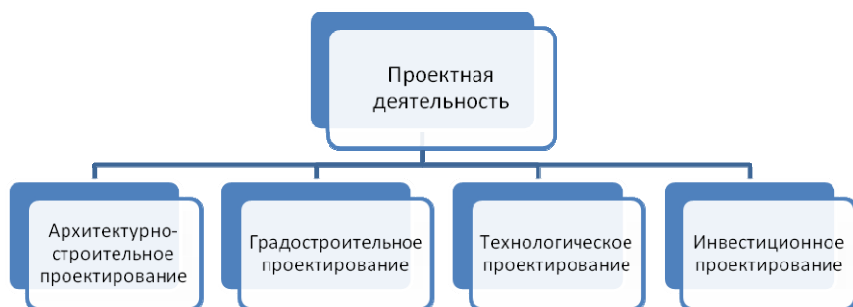 Проектная
деятельность
Архитектурно-
строительное
проектирование
Градостроительное
проектирование
Технологическое
проектирование
Инвестиционное
проектирование